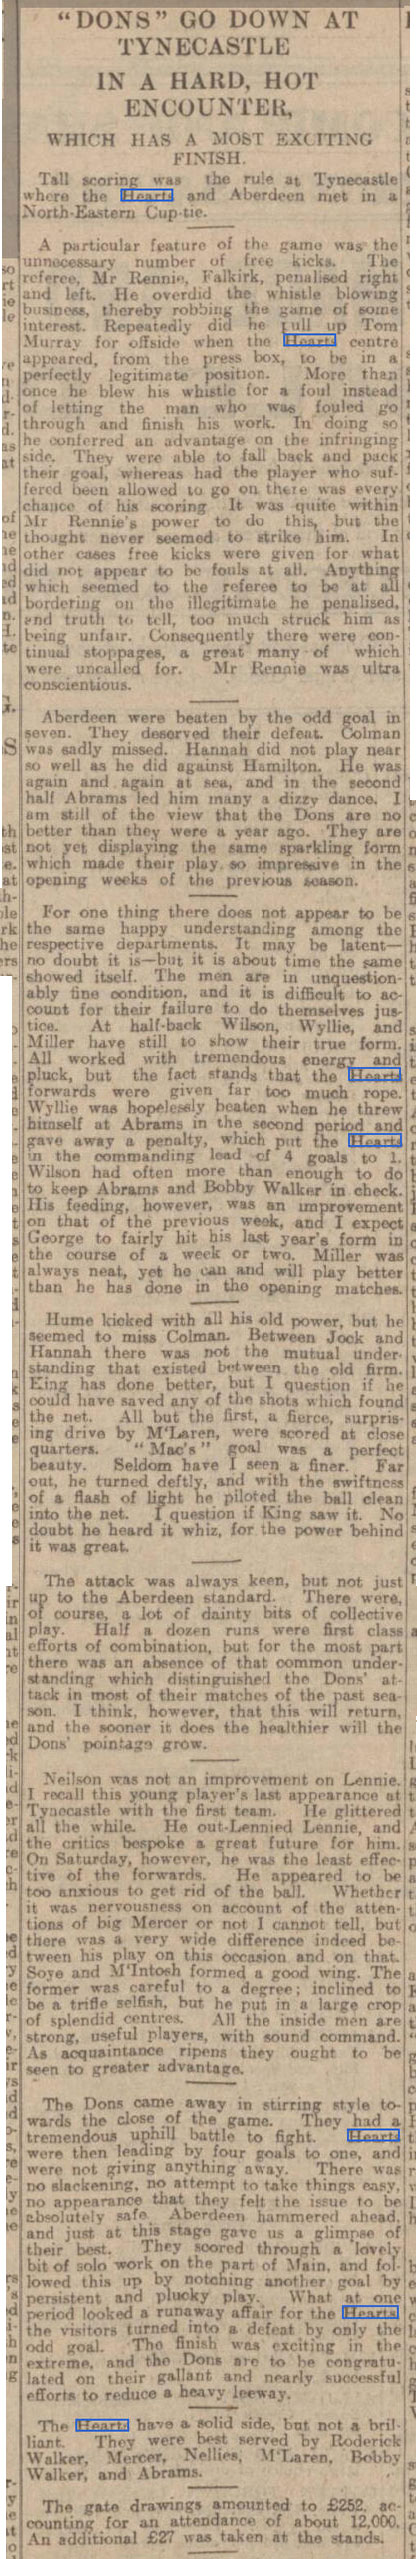 "DONS" GO DOWN AT
TYNECASTLE
IN A HARD, HOT
ENCOUNTER,
WHICH HAS A MOST EXCITING
FINISH.
Tall scoring was the rule at Tynecastle
where the Hearts and Aberdeen met in a
North-Eastern Cup-tie.
A particular feature of the game was the
unnecessary number of free kicks. The
referee, Mr Rennie, Falkirk, penalised right
and left. He overdid the whistle blowing
business, thereby robbing the game of some
interest. Repeatedly did he pull up Tom
Murray for offside when the Hearts centre
appeared, from the press box, to be in a
perfectly legitimate position. More than
once he blew his whistle for a foul instead
of letting the man who was fouled go
through and finish his work. In doing so
he conferred an advantage on the infringing
side. They were able to fall back and pack
their goal, whereas had the player who suf-
fered been allowed to go on there was every
chance of his scoring It was quite within
Mr Rennie's power to do this, but the
thought never seemed to strike him. In
other cases free kicks were given for what
did not appear to be fouls at all. Anything
which seemed to the referee to be at all
bordering on the illegitimate he penalised,
and truth to tell, too much struck him as
being unfair. Consequently there were con-
tinual stoppages, a great many of which
were uncalled for. Mr Rennie was ultra
conscientious.
Aberdeen were beaten by the odd goal in
seven. They deserved their defeat. Colman
was sadly missed. Hannah did not play near
so well as he did against Hamilton. He was
again and again at sea, and in the second
half Abrams led him many a dizzy dance. I
am still of the view that the Dons are no
better than they were a year ago. They are
not yet displaying the same sparkling form
which made their play so impressive in the
opening weeks of the previous season.
For one thing there does not appear to be
the same happy understanding among the
respective departments. It may be latent—
no doubt it is—but it is about time the same
showed itself. The men are in unquestion-
ably fine condition, and it is difficult to ac-
count for their failure to do themselves jus-
tice. At half-back Wilson, Wyllie, and
Miller have still to show their true form.
All worked with tremendous energy and
pluck, but the fact stands that the Hearts
forwards were given far too much rope.
Wyllie was hopelessly beaten when he threw
himself at Abrams in the second period and
gave away a penalty, which put the Hearts
in the commanding lead of 4 goals to 1.
Wilson had often more than enough to do
to keep Abrams and Bobby Walker in check.
His feeding, however, was an improvement
on that of the previous week, and I expect
George to fairly hit his last year's form in
the course of a week or two. Miller was
always neat, yet he can and will play better
than he has done in the opening matches.
Hume kicked with all his old power, but he
seemed to miss Colman. Between Jock and
Hannah there was not the mutual under-
standing that existed between the old firm.
King has done better, but I question if he
could have saved any of the shots which found
the net. All but the first, a fierce, surpris-
ing drive by M'Laren, were scored at close
quarters. "Mac's" goal was a perfect
beauty. Seldom have I seen a finer. Far
out, he turned deftly, and with the swiftness
of a flash of light he piloted the ball clean
into the net. I question if King saw it. No
doubt he heard it whiz, for the power behind
it was great.
The attack was always keen, but not just
up to the Aberdeen standard. There were,
of course, a lot of dainty bits of collective
play. Half a dozen runs were first class
efforts of combination, but for the most part
there was an absence of that common under-
standing which distinguished the Dons' at-
tack in most of their matches of the past sea-
son. I think, however, that this will return,
and the sooner it does the healthier will the
Dons' pointage grow.
Neilson was not an improvement on Lennie.
I recall this young player's last appearance at
Tynecastle with the first team. He glittered
all the while. He out-Lennied Lennie, and
the critics bespoke a great future for him.
On Saturday, however, he was the least effec-
tive of the forwards. He appeared to be
too anxious to get rid of the ball. Whether
it was nervousness on account of the atten-
tions of big Mercer or not I cannot tell, but
there was a very wide difference indeed be-
tween his play on this occasion and on that.
Soye and M'Intosh formed a good wing. The
former was careful to a degree; inclined to
be a trifle selfish, but he put in a large crop
of splendid centres. All the inside men are
strong, useful players, with sound command.
As acquaintance ripens they ought to be
seen to greater advantage.
The Dons came away in stirring style to-
wards the close of the game. They had a
tremendous uphill battle to fight. Hearts
were then leading by four goals to one, and
were not giving anything away. There was
no slackening, no attempt to take things easy,
no appearance that they felt the issue to be
absolutely safe. Aberdeen hammered ahead,
and just at this stage gave us a glimpse of
their best. They scored through a lovely
bit of solo work on the part of Main, and fol-
lowed this up by notching another goal by
persistent and plucky play. What at one
period looked a runaway affair for the Hearts
the visitors turned into a defeat by only the
odd goal. The finish was exciting in the
extreme, and the Dons are to be congratu-
lated on their gallant and nearly successful
efforts to reduce a heavy leeway.
The Hearts have a solid side, but not a bril-
liant. They were best served by Roderick
Walker, Mercer, Nellies, M'Laren, Bobby
Walker, and Abrams.
The gate drawings amounted to £252, ac-
counting for an attendance of about 12,000.
An additional £27 was taken at the stands.